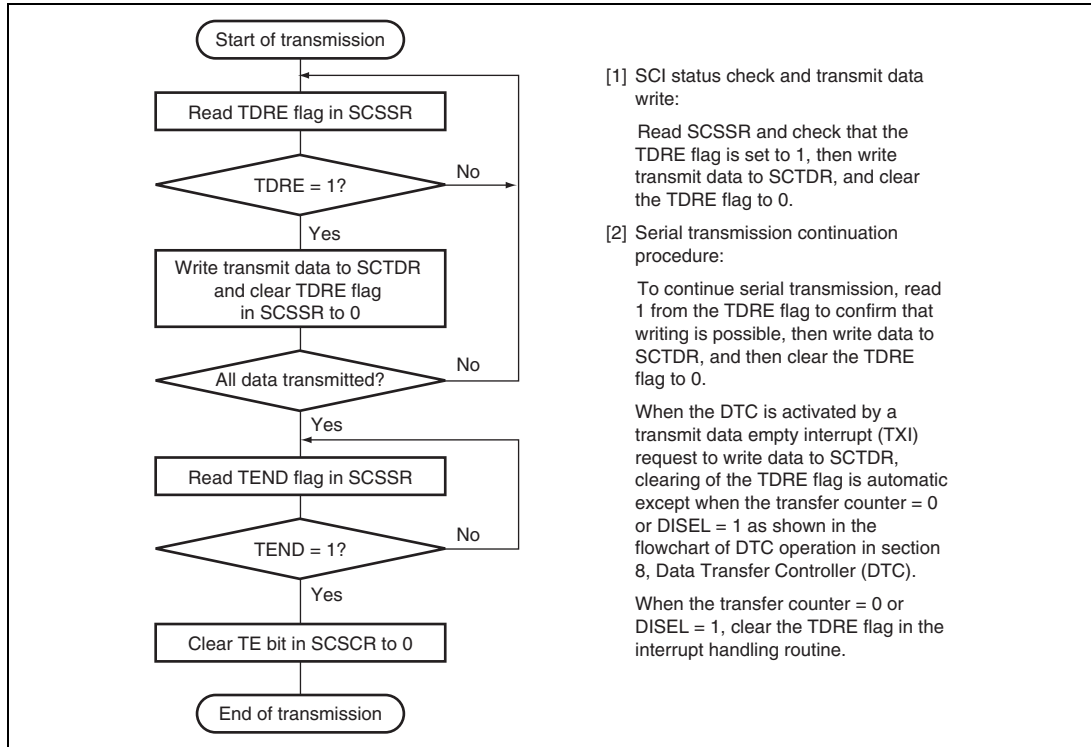 Start of transmission
Read TDRE flag in SCSSR
No
TDRE = 1?
Yes
Write transmit data to SCTDR
and clear TDRE flag
in SCSSR to 0
No
All data transmitted?
Yes
Read TEND flag in SCSSR
No
TEND = 1?
Yes
Clear TE bit in SCSCR to 0
End of transmission
[1] SCI status check and transmit data
write:
Read SCSSR and check that the
TDRE flag is set to 1, then write
transmit data to SCTDR, and clear
the TDRE flag to 0.
[2] Serial transmission continuation
procedure:
To continue serial transmission, read
1 from the TDRE flag to confirm that
writing is possible, then write data to
SCTDR, and then clear the TDRE
flag to 0.
When the DTC is activated by a
transmit data empty interrupt (TXI)
request to write data to SCTDR,
clearing of the TDRE flag is automatic
except when the transfer counter = 0
or DISEL = 1 as shown in the
flowchart of DTC operation in section
8, Data Transfer Controller (DTC).
When the transfer counter = 0 or
DISEL = 1, clear the TDRE flag in the
interrupt handling routine.